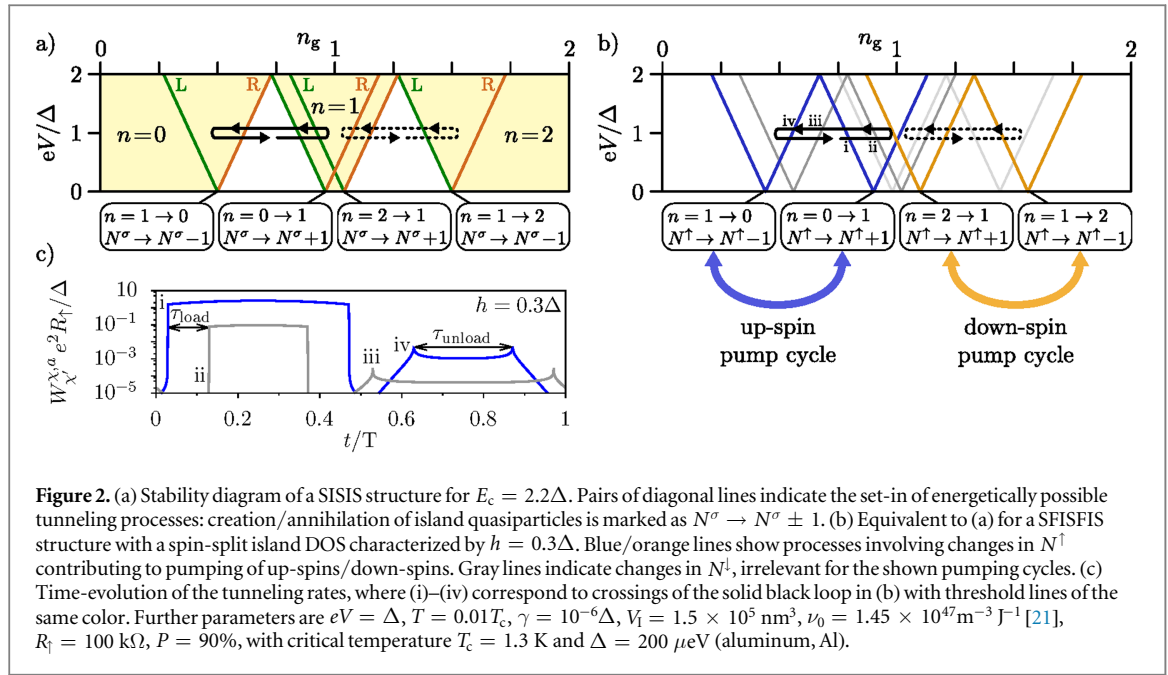 a)
0
n_g
1
2
2
1
0
eV/Δ
L
R
L
R
L
R
n=0
n=1
n=2
n = 1 → 0
N^σ → N^σ−1
n = 0 → 1
N^σ → N^σ+1
n = 2 → 1
N^σ → N^σ+1
n = 1 → 2
N^σ → N^σ−1
b)
0
n_g
1
2
2
1
0
eV/Δ
iv
iii
i
ii
n = 1 → 0
N^↑ → N^↑−1
n = 0 → 1
N^↑ → N^↑+1
n = 2 → 1
N^↑ → N^↑+1
n = 1 → 2
N^↑ → N^↑−1
up-spin
pump cycle
down-spin
pump cycle
c)
W_{χ'}^{χ,a} e²R_↑/Δ
10
10^{-1}
10^{-3}
10^{-5}
i
τ_load
ii
iii
iv
τ_unload
h = 0.3Δ
0
0.2
0.4
0.6
0.8
1
t/T
Figure 2. (a) Stability diagram of a SISIS structure for E_c = 2.2Δ. Pairs of diagonal lines indicate the set-in of energetically possible
tunneling processes: creation/annihilation of island quasiparticles is marked as N^σ → N^σ ± 1. (b) Equivalent to (a) for a SFISFIS
structure with a spin-split island DOS characterized by h = 0.3Δ. Blue/orange lines show processes involving changes in N^↑
contributing to pumping of up-spins/down-spins. Gray lines indicate changes in N^↓, irrelevant for the shown pumping cycles. (c)
Time-evolution of the tunneling rates, where (i)–(iv) correspond to crossings of the solid black loop in (b) with threshold lines of the
same color. Further parameters are eV = Δ, T = 0.01T_c, γ = 10^{−6}Δ, V_I = 1.5 × 10^5 nm^3, ν_0 = 1.45 × 10^{47}m^{−3} J^{−1} [21],
R_↑ = 100 kΩ, P = 90%, with critical temperature T_c = 1.3 K and Δ = 200 μeV (aluminum, Al).